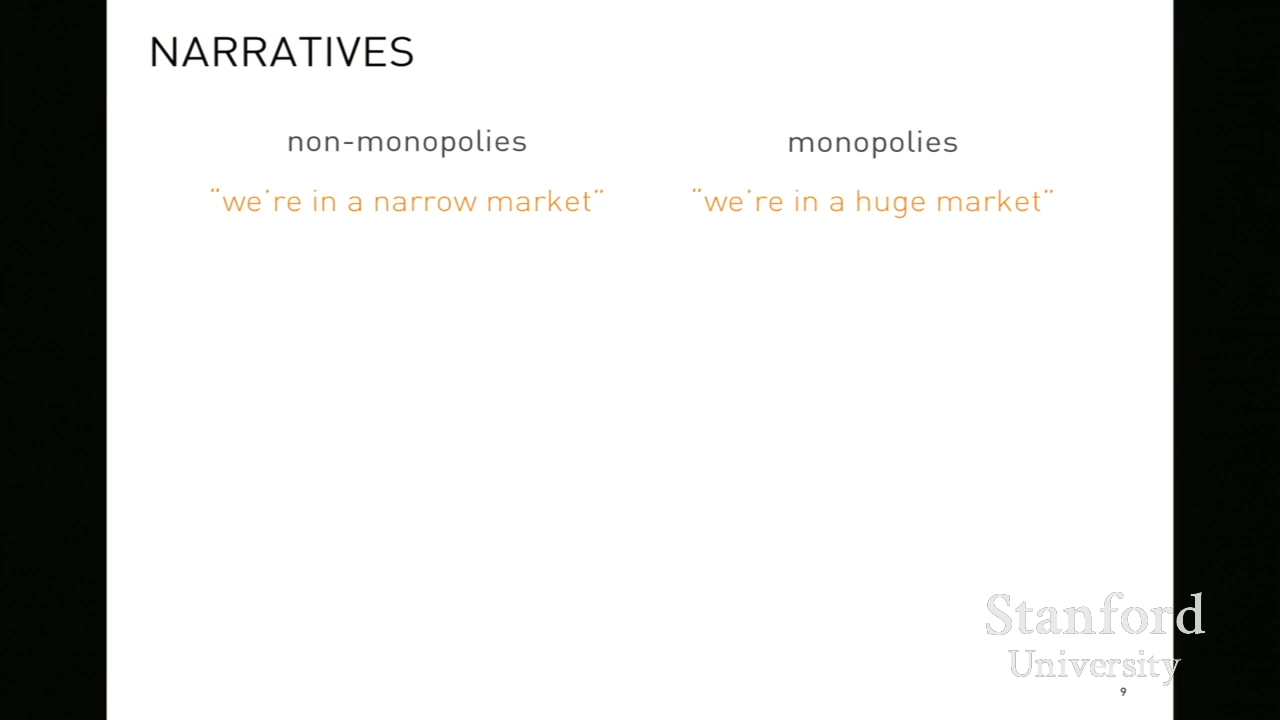 NARRATIVES
non-monopolies
"we're in a narrow market"
monopolies
"we're in a huge market"
Stanford
University
9